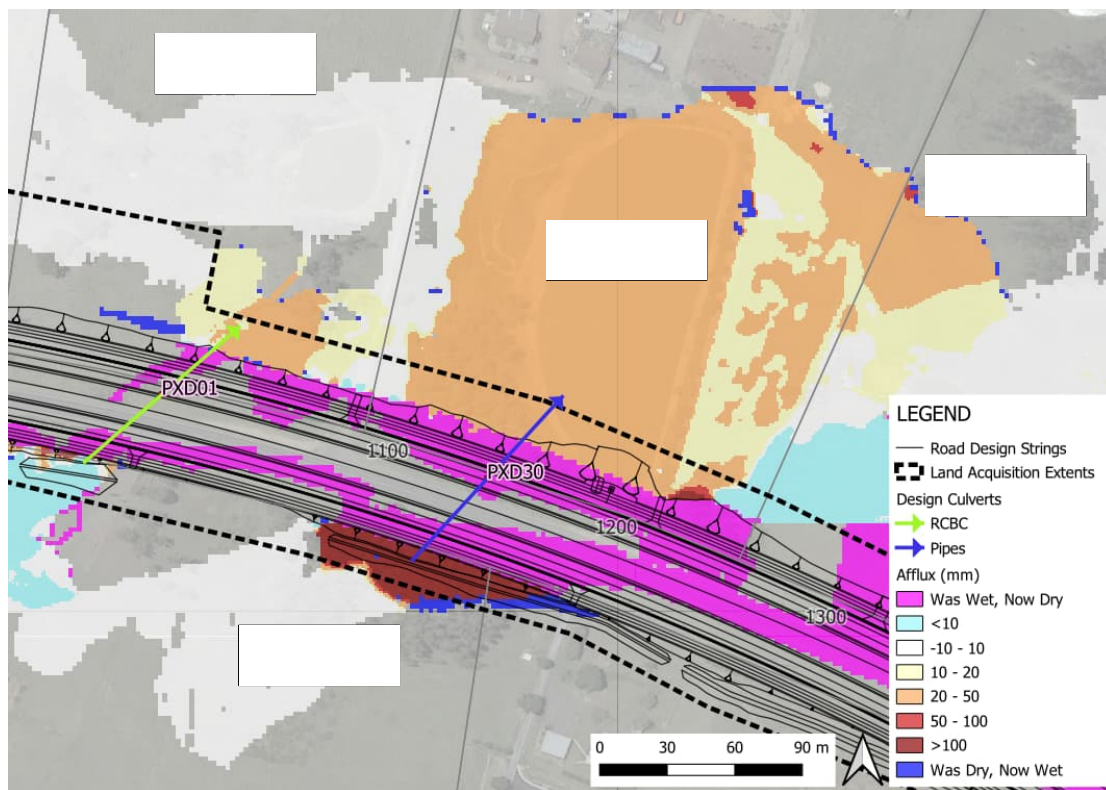 PXD01
1100
PXD30
1200
1300
LEGEND
Road Design Strings
Land Acquisition Extents
Design Culverts
RCBC
Pipes
Afflux (mm)
Was Wet, Now Dry
<10
-10 - 10
10 - 20
20 - 50
50 - 100
>100
Was Dry, Now Wet
0 30 60 90 m